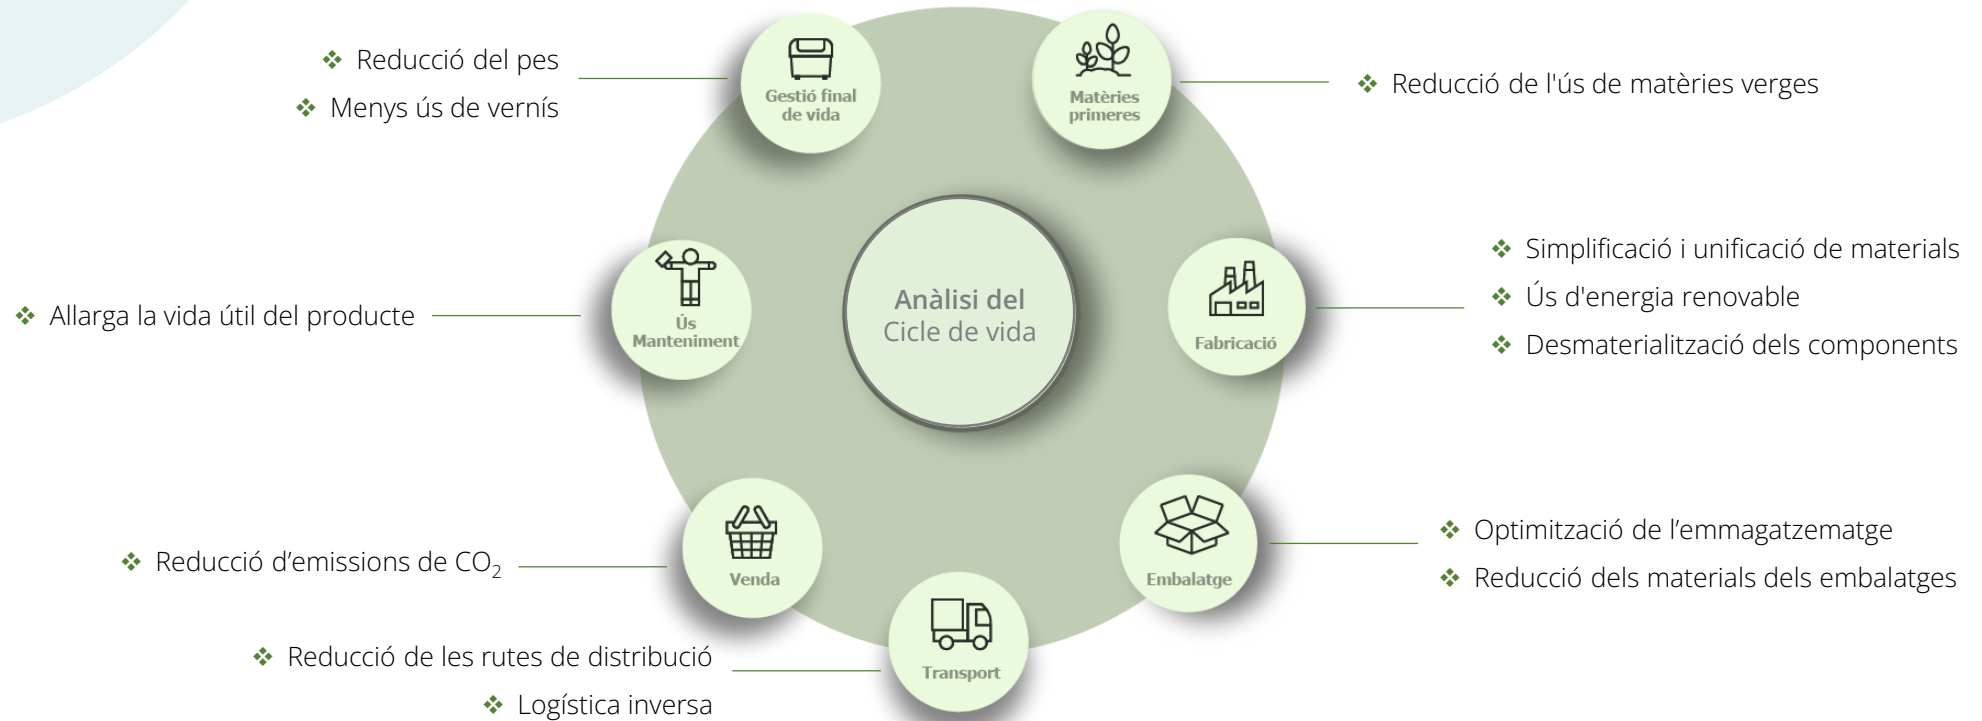 Reducció del pes
Menys ús de vernís
Gestió final
de vida
Matèries
primeres
Reducció de l'ús de matèries verges
Simplificació i unificació de materials
Ús d'energia renovable
Desmaterialització dels components
Fabricació
Allarga la vida útil del producte
Ús
Manteniment
Anàlisi del
Cicle de vida
Optimització de l’emmagatzematge
Reducció dels materials dels embalatges
Embalatge
Reducció d’emissions de CO₂
Venda
Reducció de les rutes de distribució
Logística inversa
Transport